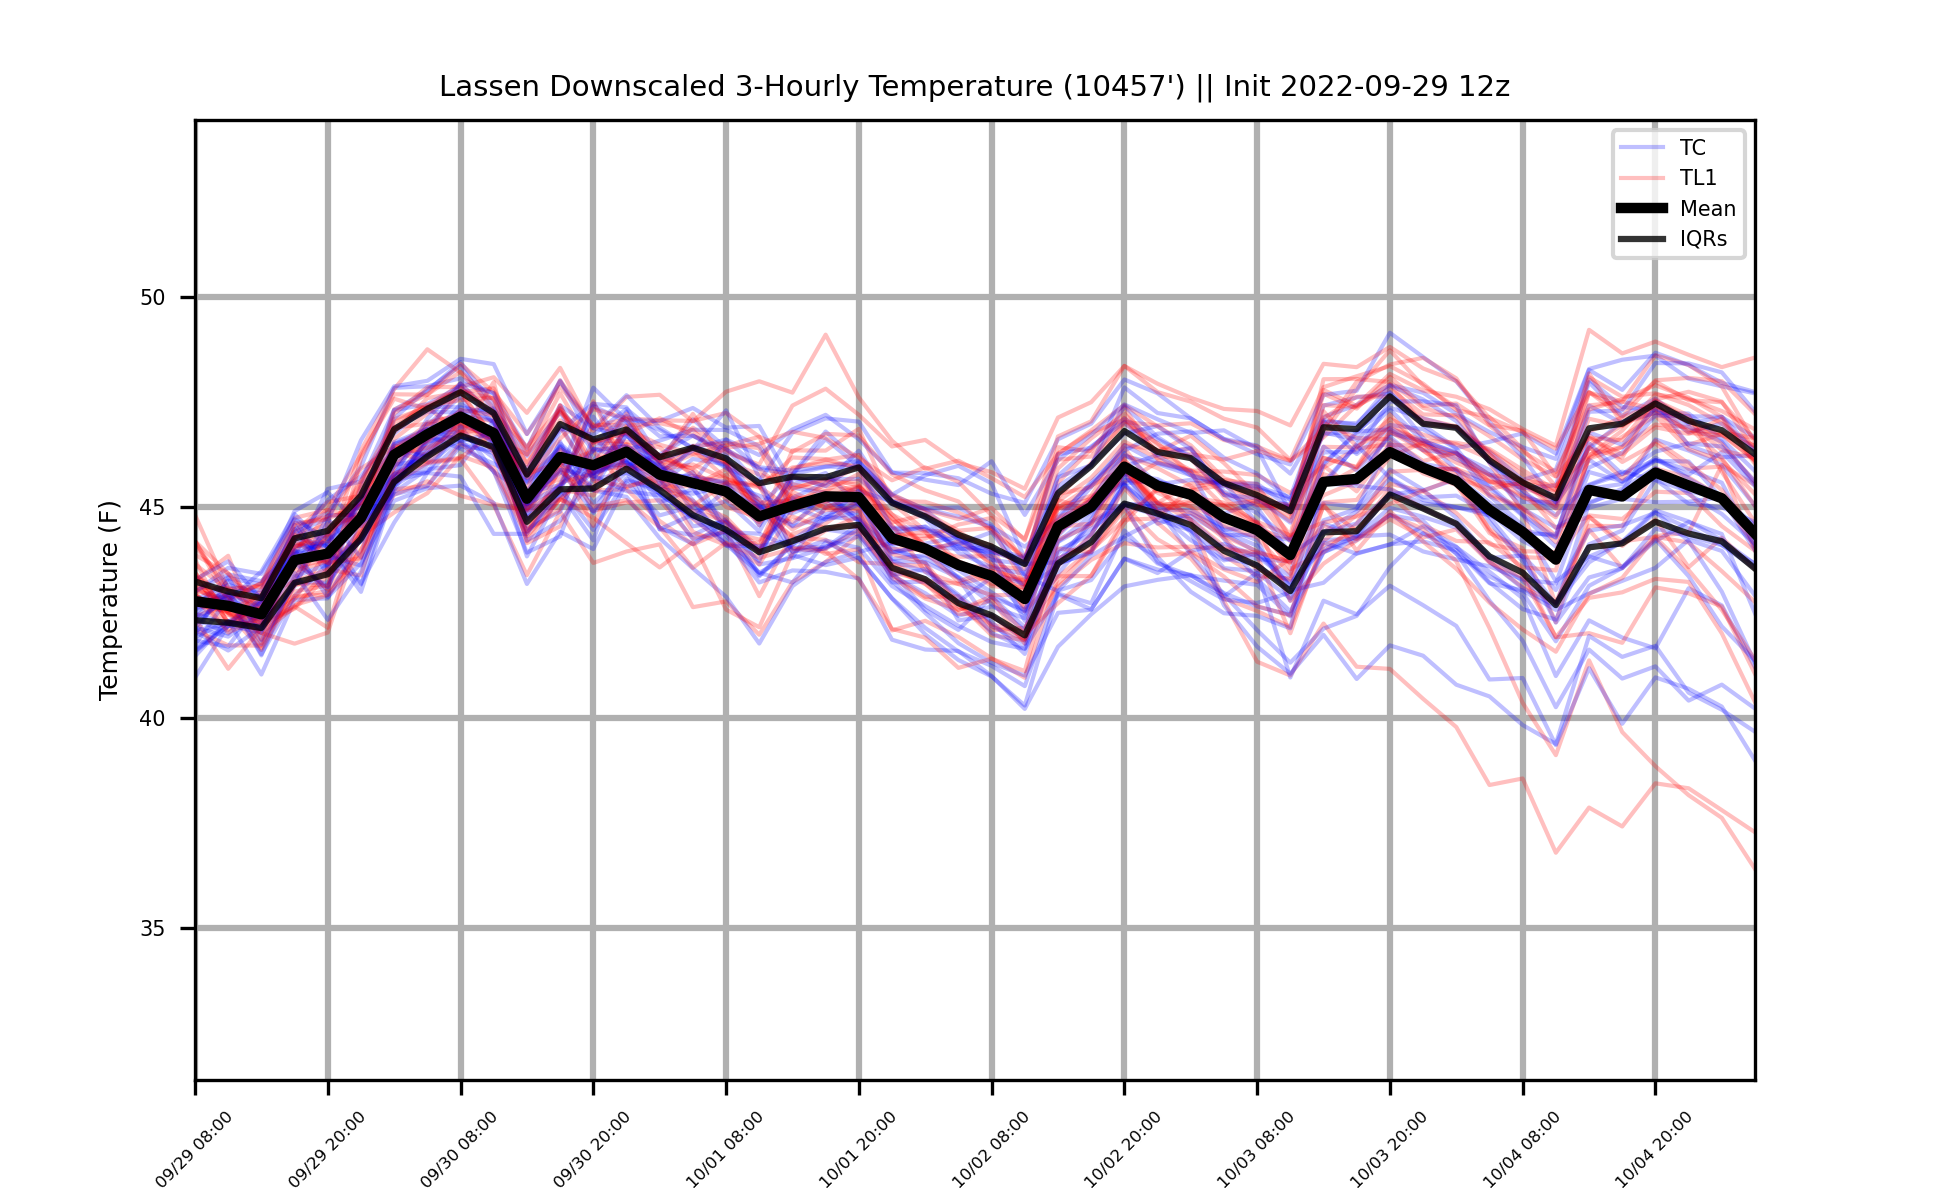 Lassen Downscaled 3-Hourly Temperature (10457') || Init 2022-09-29 12z
TC
TL1
Mean
IQRs
Temperature (F)
50
45
40
35
09/29 08:00
09/29 20:00
09/30 08:00
09/30 20:00
10/01 08:00
10/01 20:00
10/02 08:00
10/02 20:00
10/03 08:00
10/03 20:00
10/04 08:00
10/04 20:00